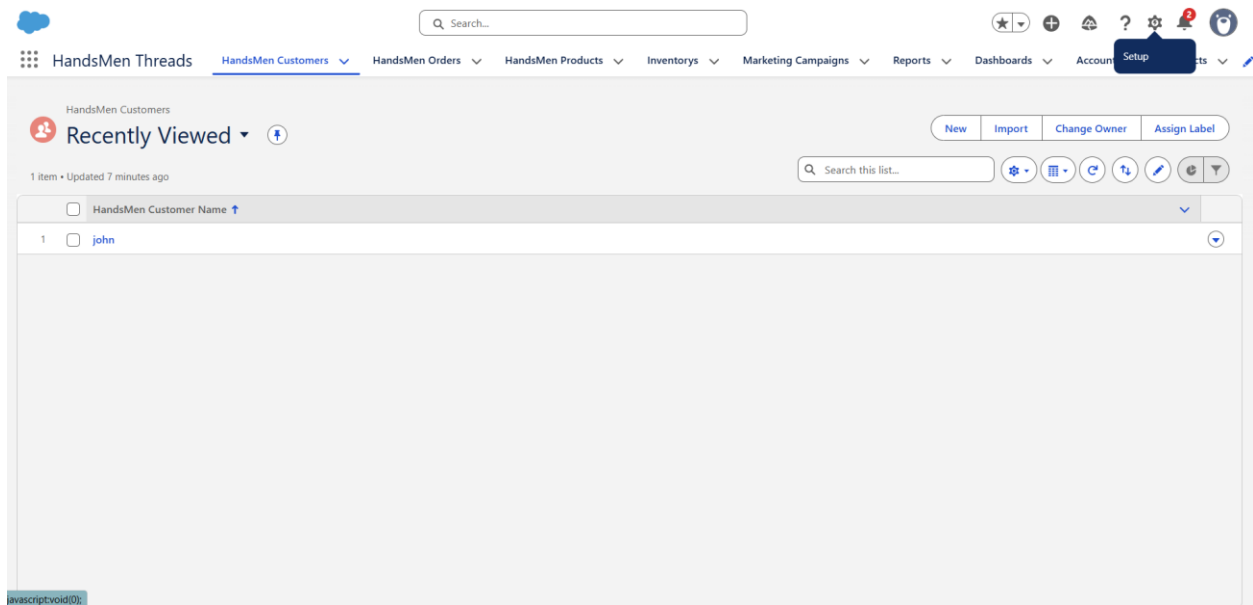 Search...
2
HandsMen Threads HandsMen Customers HandsMen Orders HandsMen Products Inventorys Marketing Campaigns Reports Dashboards Accoun Setup
HandsMen Customers
Recently Viewed
New Import Change Owner Assign Label
1 item • Updated 7 minutes ago
Search this list...
HandsMen Customer Name
1 john
javascript:void(0);